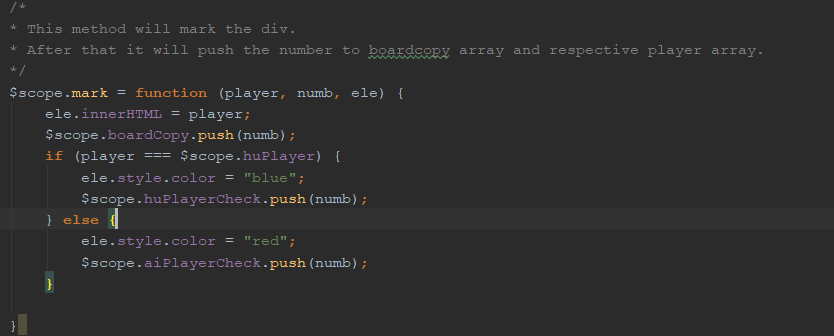 /*
* This method will mark the div.
* After that it will push the number to boardcopy array and respective player array.
*/
$scope.mark = function (player, numb, ele) {
    ele.innerHTML = player;
    $scope.boardCopy.push(numb);
    if (player === $scope.huPlayer) {
        ele.style.color = "blue";
        $scope.huPlayerCheck.push(numb);
    } else {
        ele.style.color = "red";
        $scope.aiPlayerCheck.push(numb);
    }
}